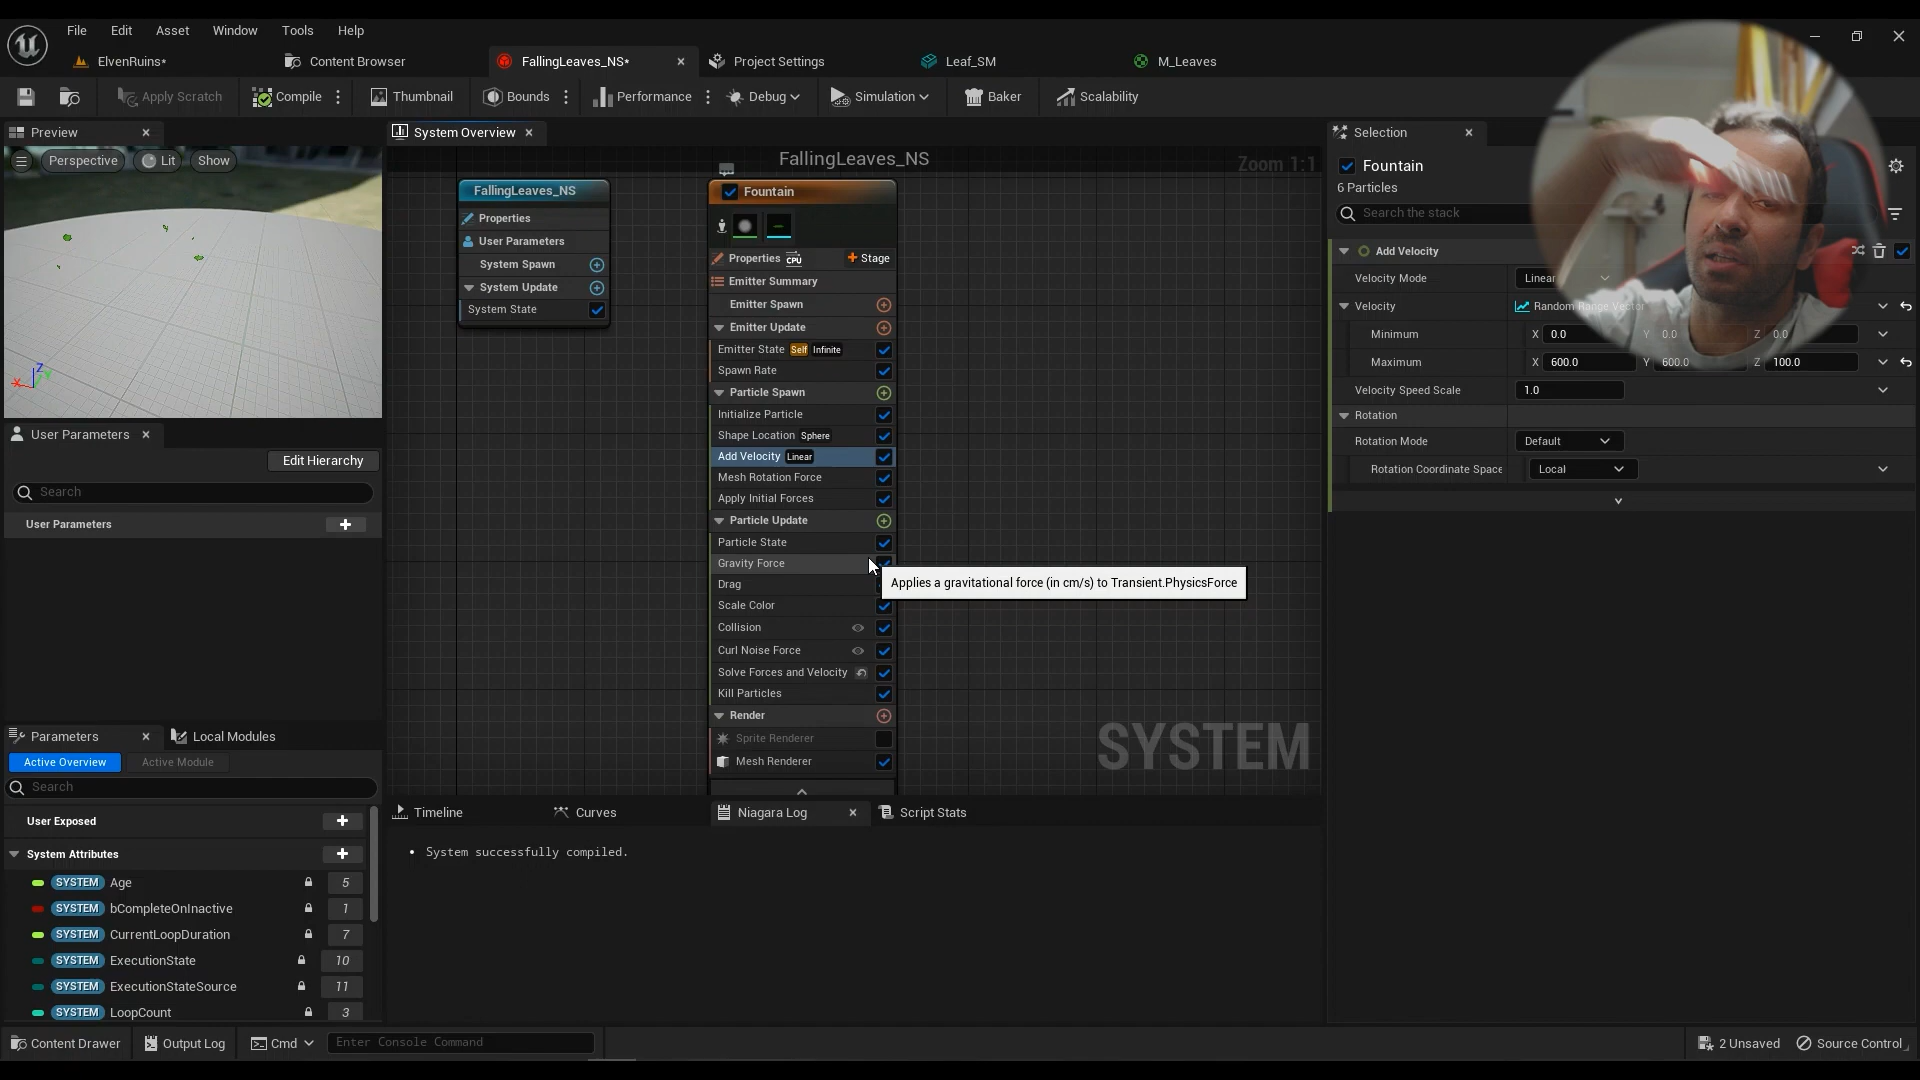 File Edit Asset Window Tools Help
ElvenRuins* Content Browser FallingLeaves_NS* Project Settings Leaf_SM M_Leaves
Apply Scratch Compile Thumbnail Bounds Performance Debug Simulation Baker Scalability
Preview
System Overview
Selection
Perspective Lit Show
FallingLeaves_NS
Zoom 1:1
Fountain
6 Particles
Search the stack
FallingLeaves_NS
Properties
User Parameters
System Spawn
System Update
System State
Fountain
Properties CPU Stage
Emitter Summary
Emitter Spawn
Emitter Update
Emitter State Self Infinite
Spawn Rate
Particle Spawn
Initialize Particle
Shape Location Sphere
Add Velocity Linear
Mesh Rotation Force
Apply Initial Forces
Particle Update
Particle State
Gravity Force
Drag
Scale Color
Collision
Curl Noise Force
Solve Forces and Velocity
Kill Particles
Render
Sprite Renderer
Mesh Renderer
Applies a gravitational force (in cm/s) to Transient.PhysicsForce
SYSTEM
Add Velocity
Velocity Mode Linear
Velocity Random Range Vector
Minimum X 0.0 Y 0.0 Z 0.0
Maximum X 600.0 Y 600.0 Z 100.0
Velocity Speed Scale 1.0
Rotation
Rotation Mode Default
Rotation Coordinate Space Local
X Z Y
User Parameters
Edit Hierarchy
Search
User Parameters
Parameters Local Modules
Active Overview Active Module
Search
User Exposed
System Attributes
SYSTEM Age 5
SYSTEM bCompleteOnInactive 1
SYSTEM CurrentLoopDuration 7
SYSTEM ExecutionState 10
SYSTEM ExecutionStateSource 11
SYSTEM LoopCount 3
Timeline Curves Niagara Log Script Stats
System successfully compiled.
Content Drawer Output Log Cmd Enter Console Command 2 Unsaved Source Control